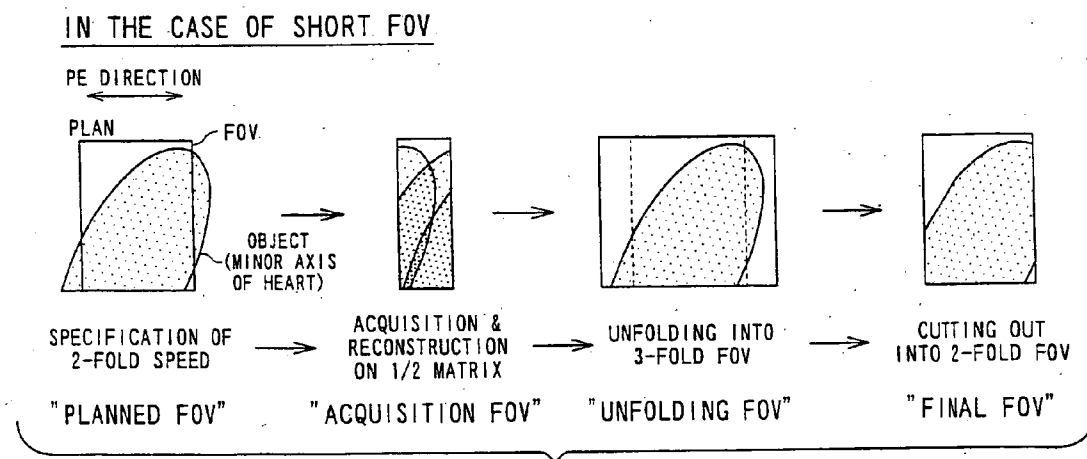 IN THE CASE OF SHORT FOV
PE DIRECTION
PLAN
FOV
OBJECT
(MINOR AXIS
OF HEART)
SPECIFICATION OF
2-FOLD SPEED
ACQUISITION &
RECONSTRUCTION
ON 1/2 MATRIX
UNFOLDING INTO
3-FOLD FOV
CUTTING OUT
INTO 2-FOLD FOV
"PLANNED FOV"
"ACQUISITION FOV"
"UNFOLDING FOV"
"FINAL FOV"